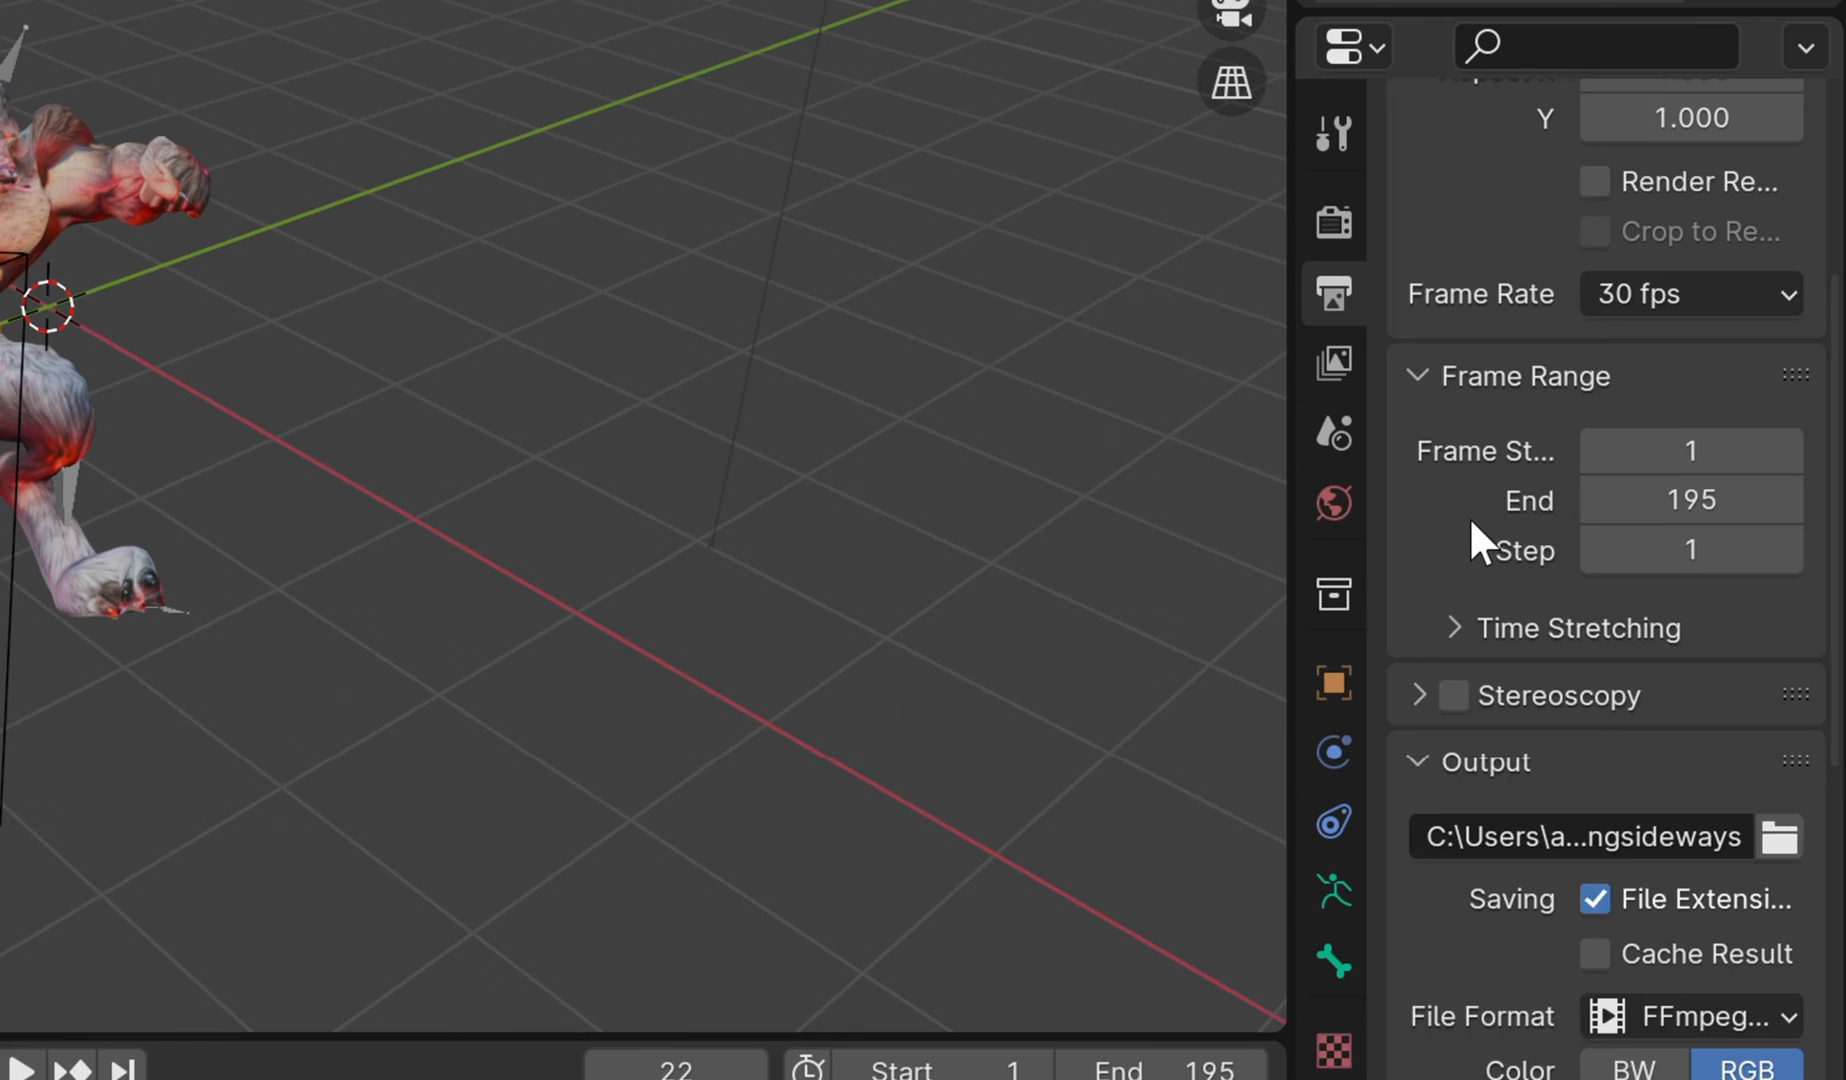 Y 1.000
Render Re...
Crop to Re...
Frame Rate 30 fps
Frame Range
Frame St... 1
End 195
Step 1
Time Stretching
Stereoscopy
Output
C:\Users\a...ngsideways
Saving File Extensi...
Cache Result
File Format FFmpeg...
Color BW RGB
22 Start 1 End 195